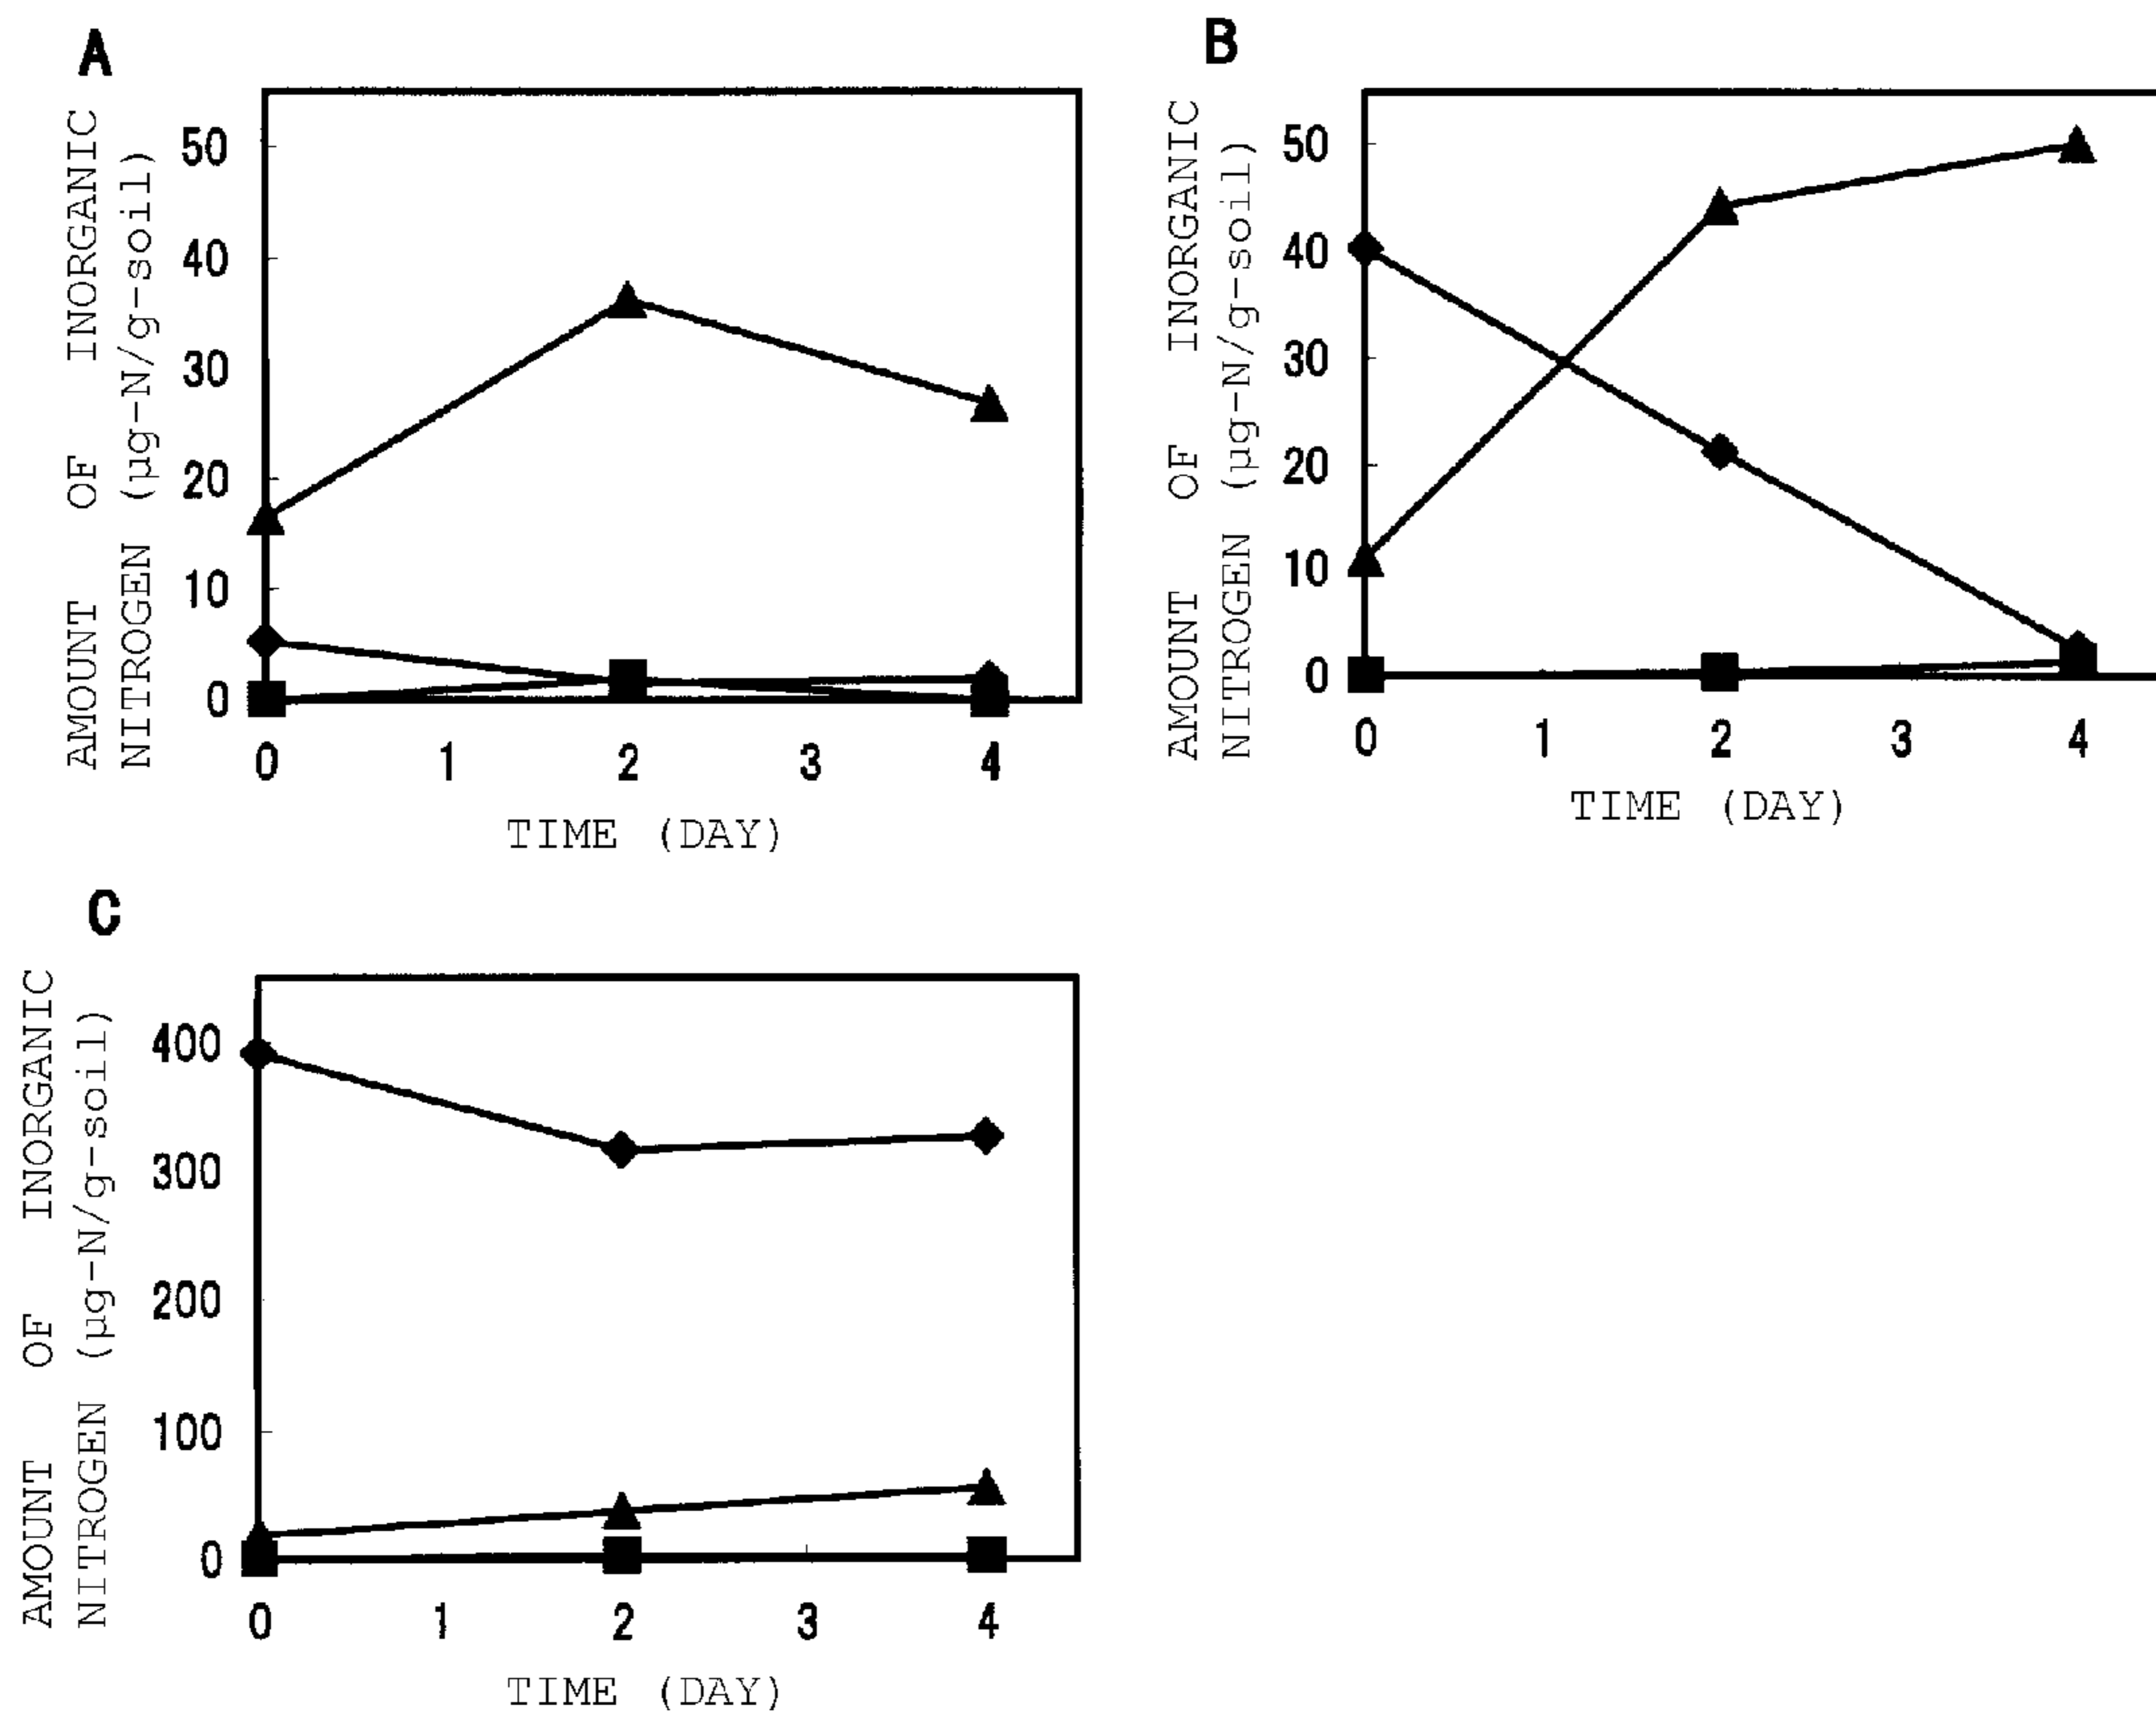 A
AMOUNT OF INORGANIC
NITROGEN (µg-N/g-soil)
50
40
30
20
10
0
0 1 2 3 4
TIME (DAY)
B
AMOUNT OF INORGANIC
NITROGEN (µg-N/g-soil)
50
40
30
20
10
0
0 1 2 3 4
TIME (DAY)
C
AMOUNT OF INORGANIC
NITROGEN (µg-N/g-soil)
400
300
200
100
0
0 1 2 3 4
TIME (DAY)